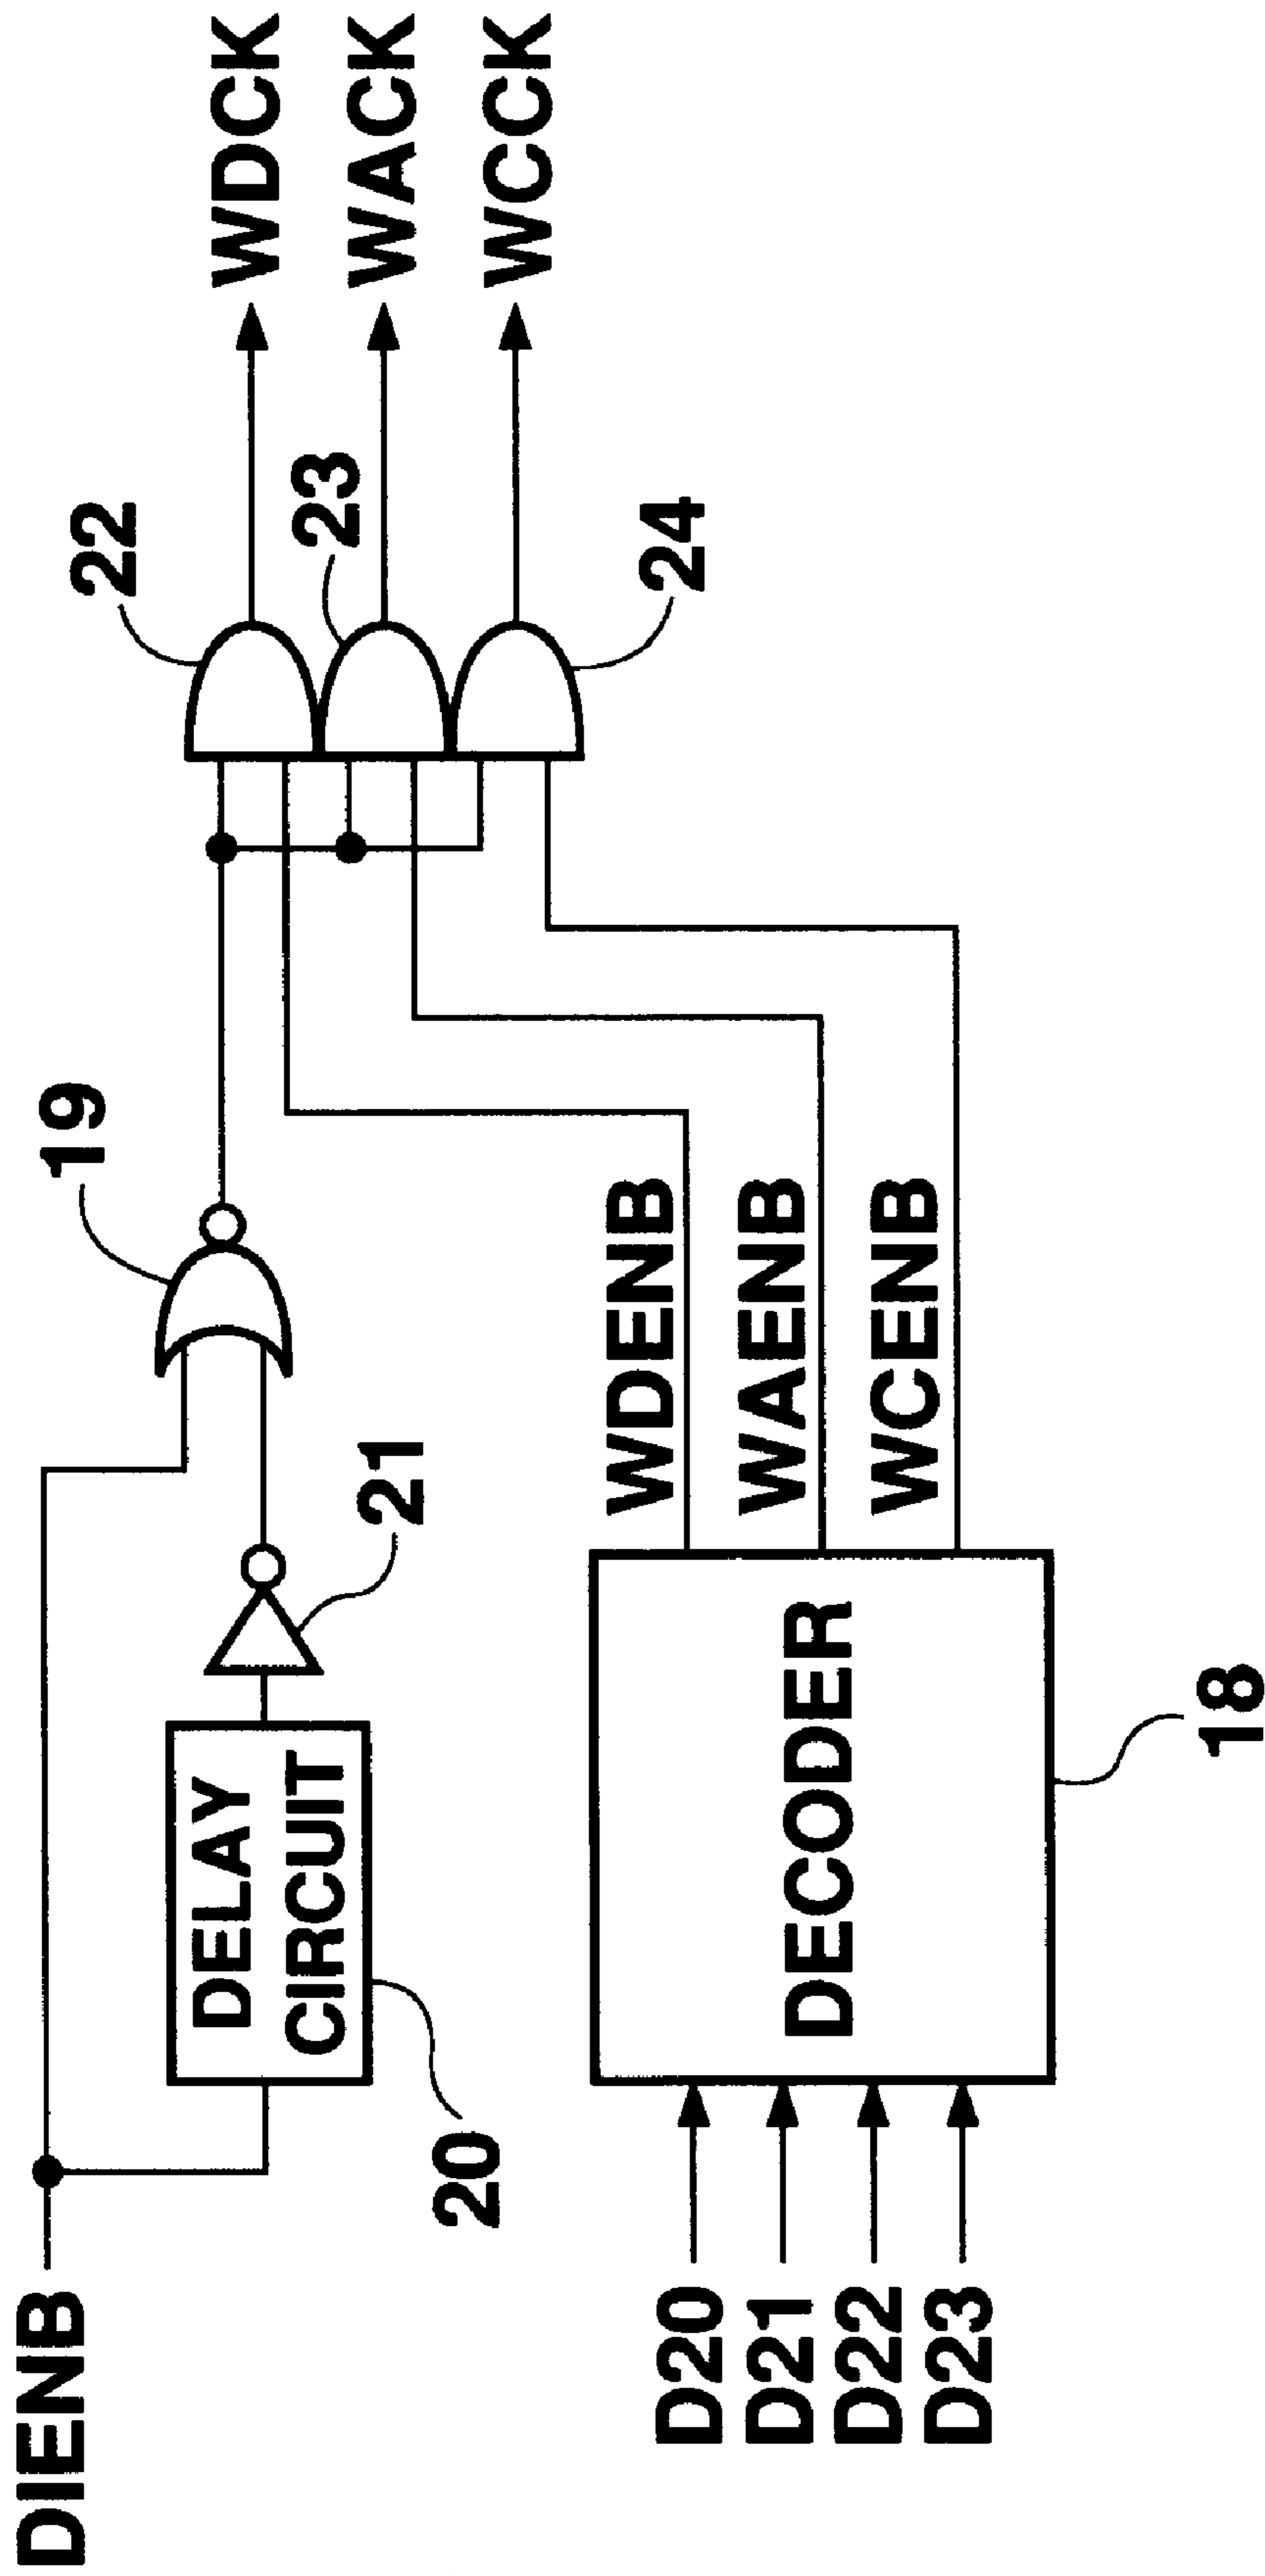 DIENB
DELAY
CIRCUIT
20
21
19
22
23
24
WDCK
WACK
WCCK
D20
D21
D22
D23
DECODER
18
WDENB
WAENB
WCENB